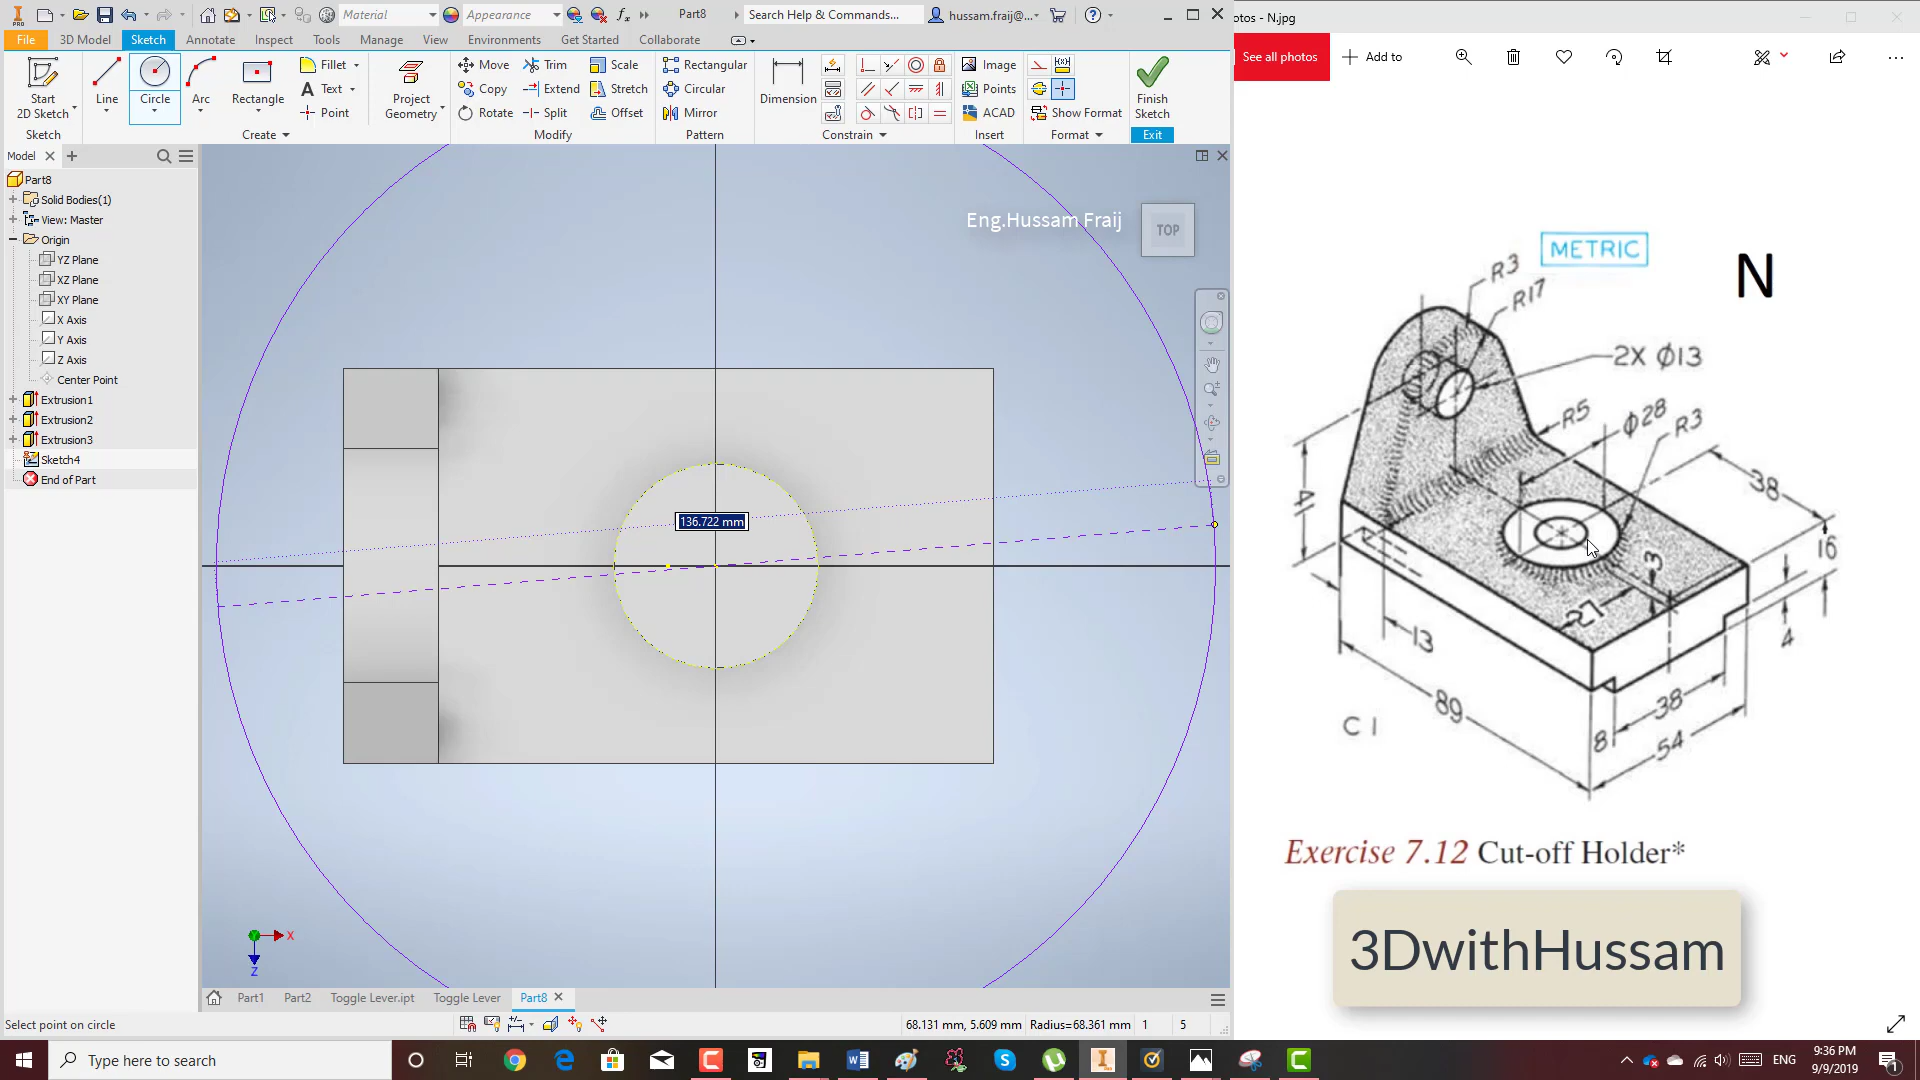 Material
Appearance
Part8
Search Help & Commands...
hussam.fraij@...
File
3D Model
Sketch
Annotate
Inspect
Tools
Manage
View
Environments
Get Started
Collaborate
Start
2D Sketch
Line
Circle
Arc
Rectangle
Fillet
Text
Point
Project
Geometry
Move
Copy
Rotate
Trim
Extend
Split
Scale
Stretch
Offset
Rectangular
Circular
Mirror
Dimension
Image
Points
ACAD
Show Format
Finish
Sketch
Sketch
Create
Modify
Pattern
Constrain
Insert
Format
Exit
Model
Part8
Solid Bodies(1)
View: Master
Origin
YZ Plane
XZ Plane
XY Plane
X Axis
Y Axis
Z Axis
Center Point
Extrusion1
Extrusion2
Extrusion3
Sketch4
End of Part
Eng.Hussam Fraij
TOP
136.722 mm
X
Z
Part1
Part2
Toggle Lever.ipt
Toggle Lever
Part8
Select point on circle
68.131 mm, 5.609 mm
Radius=68.361 mm
1
5
otos - N.jpg
See all photos
Add to
METRIC
N
R3
R17
2X Ø13
R5
Ø28
R3
41
38
16
3
27
4
13
89
38
8
54
C 1
Exercise 7.12 Cut-off Holder*
3DwithHussam
Type here to search
ENG
9:36 PM
9/9/2019
1